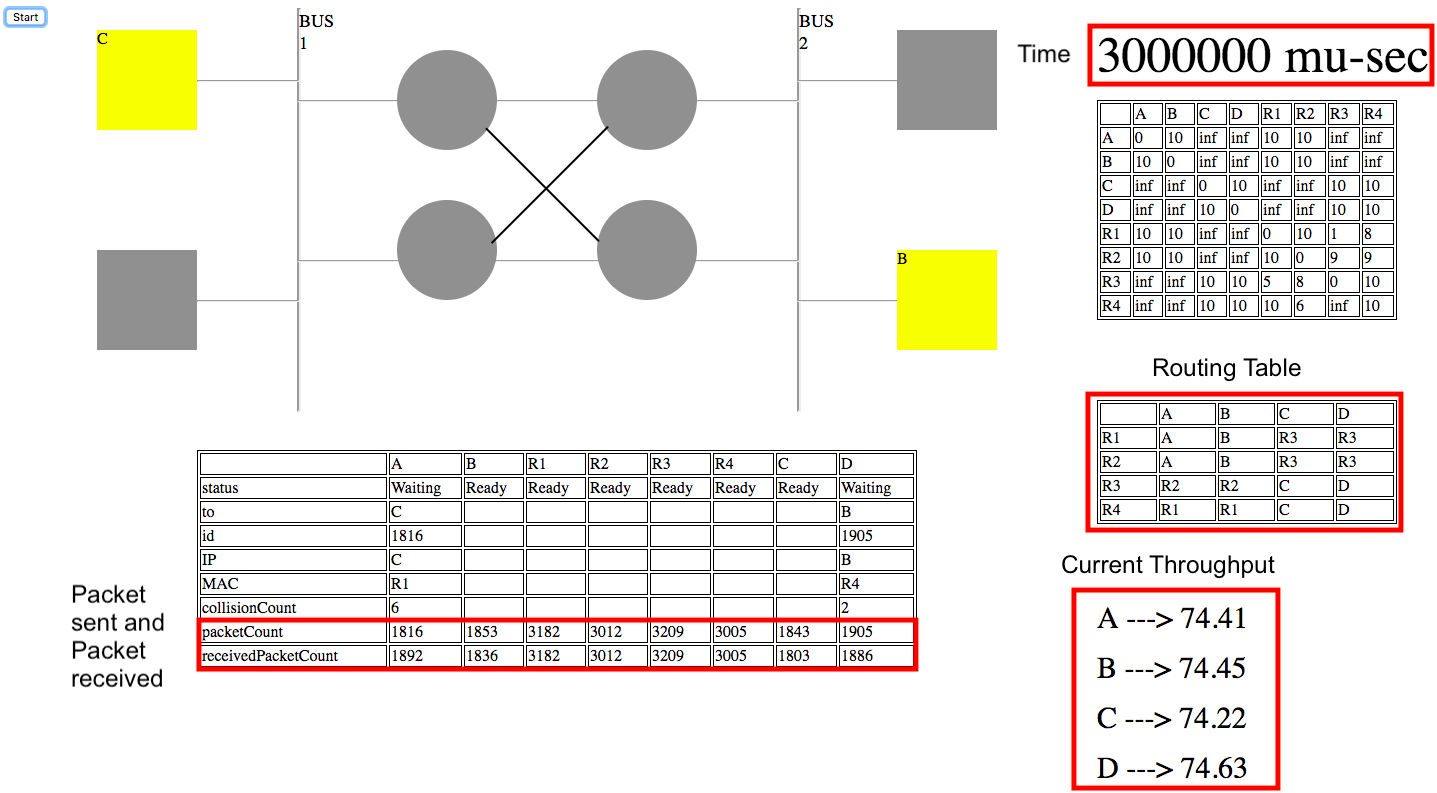 Start
C
BUS
1
BUS
2
B
Time
3000000 mu-sec
A B C D R1 R2 R3 R4
A 0 10 inf inf 10 10 inf inf
B 10 0 inf inf 10 10 inf inf
C inf inf 0 10 inf inf 10 10
D inf inf 10 0 inf inf 10 10
R1 10 10 inf inf 0 10 1 8
R2 10 10 inf inf 10 0 9 9
R3 inf inf 10 10 5 8 0 10
R4 inf inf 10 10 10 6 inf 10
Routing Table
A B C D
R1 A B R3 R3
R2 A B R3 R3
R3 R2 R2 C D
R4 R1 R1 C D
A B R1 R2 R3 R4 C D
status Waiting Ready Ready Ready Ready Ready Ready Waiting
to C B
id 1816 1905
IP C B
MAC R1 R4
collisionCount 6 2
packetCount 1816 1853 3182 3012 3209 3005 1843 1905
receivedPacketCount 1892 1836 3182 3012 3209 3005 1803 1886
Packet
sent and
Packet
received
Current Throughput
A ---> 74.41
B ---> 74.45
C ---> 74.22
D ---> 74.63